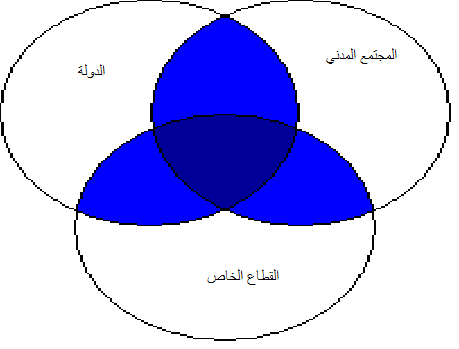 المجتمع المدني
الدولة
القطاع الخاص